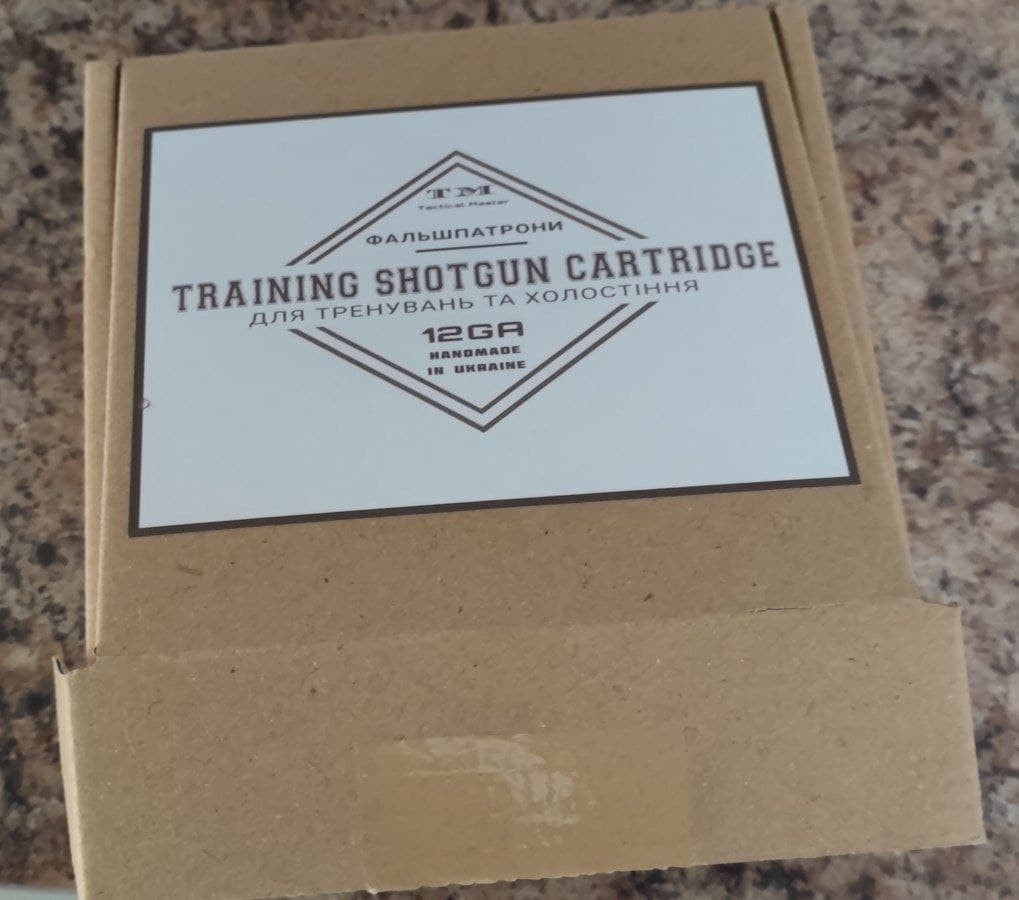 TM
Tactical Master
ФАЛЬШПАТРОНИ
TRAINING SHOTGUN CARTRIDGE
ДЛЯ ТРЕНУВАНЬ ТА ХОЛОСТІННЯ
12GA
HANDMADE
IN UKRAINE